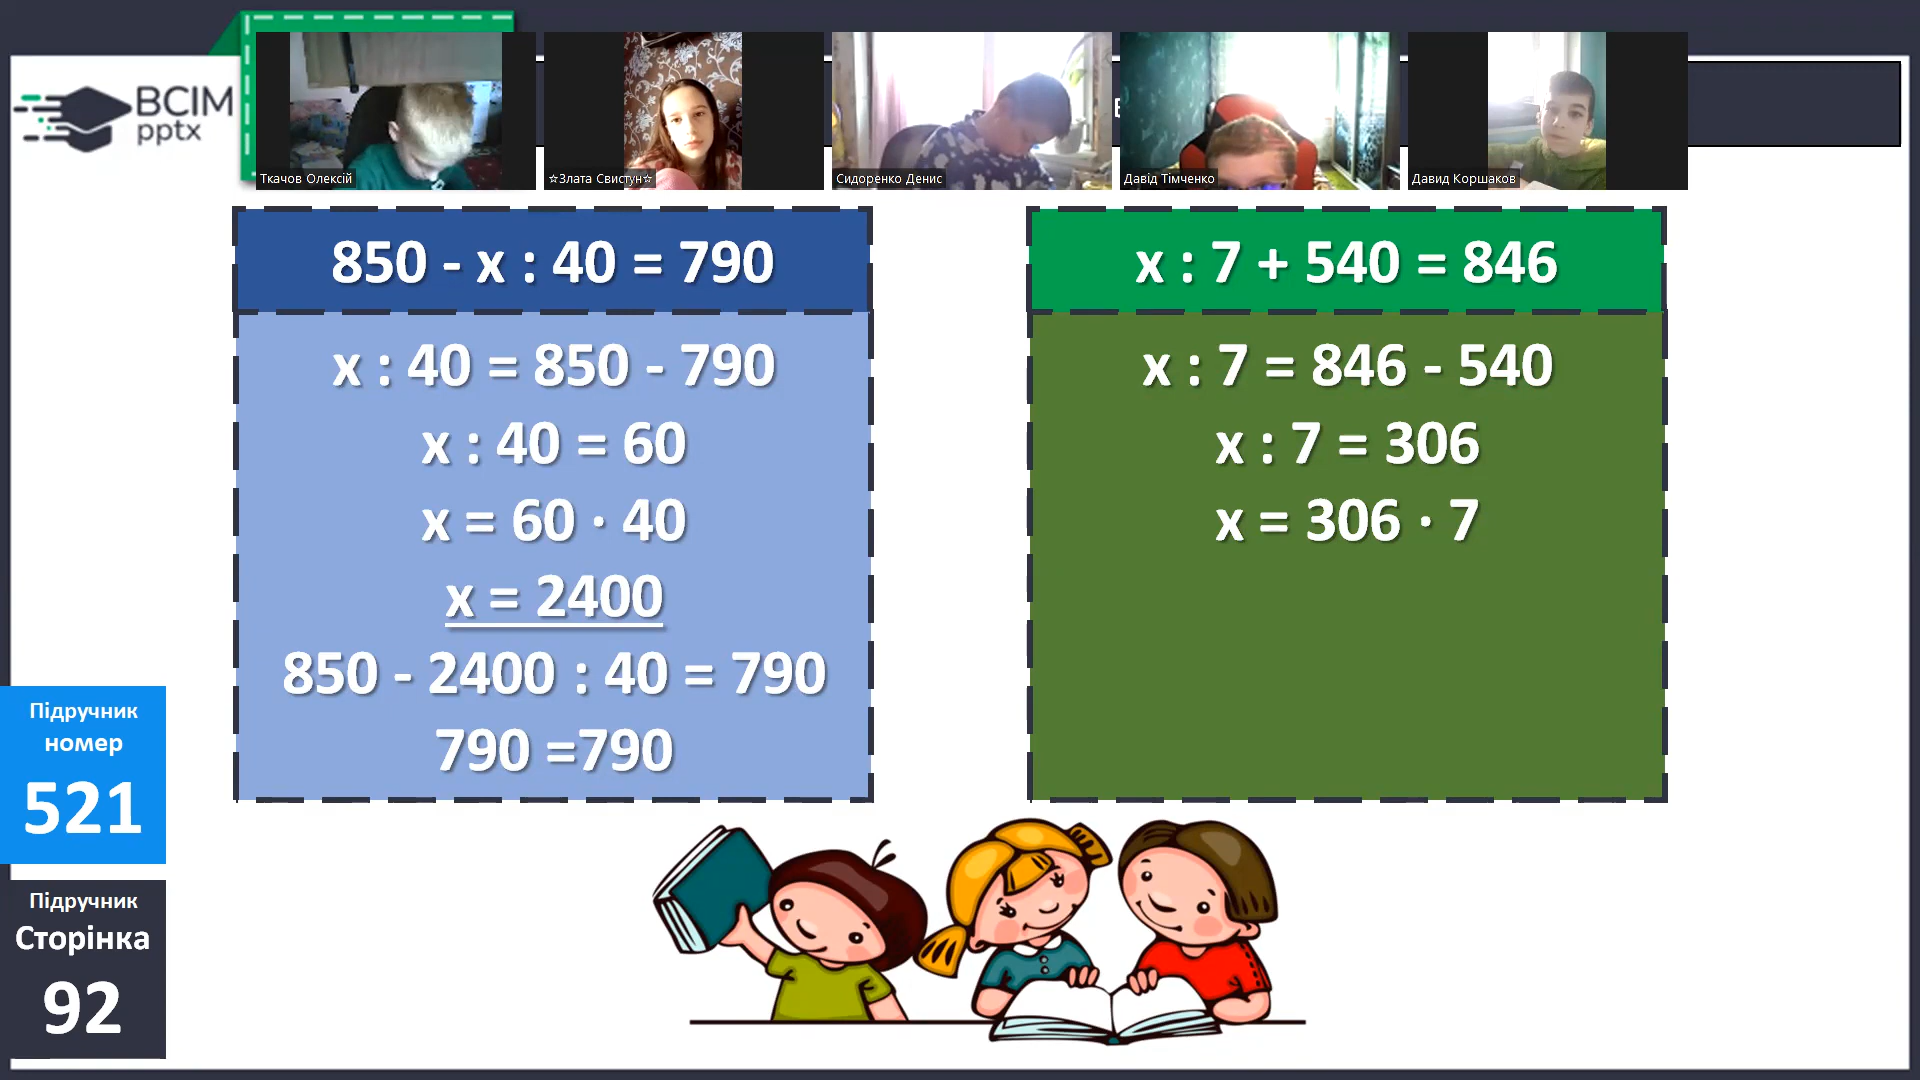 ВСІМ
pptx
Ткачов Олексій
☆Злата Свистун☆
Сидоренко Денис
Давід Тімченко
Давид Коршаков
850 - х : 40 = 790
х : 40 = 850 - 790
х : 40 = 60
х = 60 · 40
х = 2400
850 - 2400 : 40 = 790
790 =790
х : 7 + 540 = 846
х : 7 = 846 - 540
х : 7 = 306
х = 306 · 7
Підручник
номер
521
Підручник
Сторінка
92